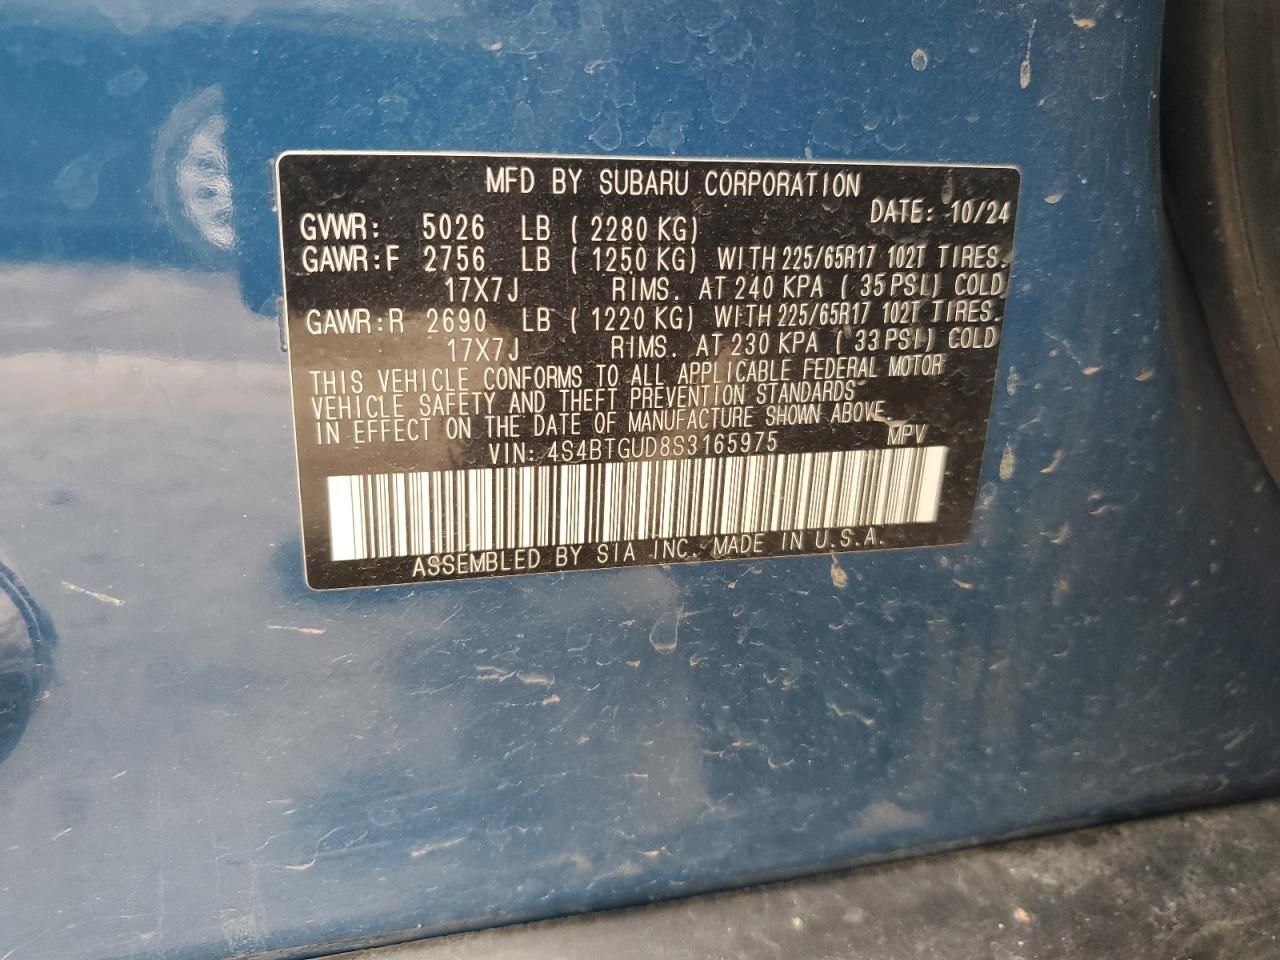 MFD BY SUBARU CORPORATION
DATE: 10/24
GVWR: 5026 LB ( 2280 KG)
GAWR:F 2756 LB ( 1250 KG) WITH 225/65R17 102T TIRES.
17X7J RIMS. AT 240 KPA ( 35 PSI) COLD
GAWR:R 2690 LB ( 1220 KG) WITH 225/65R17 102T TIRES.
17X7J RIMS. AT 230 KPA ( 33 PSI) COLD
THIS VEHICLE CONFORMS TO ALL APPLICABLE FEDERAL MOTOR
VEHICLE SAFETY AND THEFT PREVENTION STANDARDS
IN EFFECT ON THE DATE OF MANUFACTURE SHOWN ABOVE.
VIN: 4S4BTGUD8S3165975 MPV
ASSEMBLED BY SIA INC. MADE IN U.S.A.